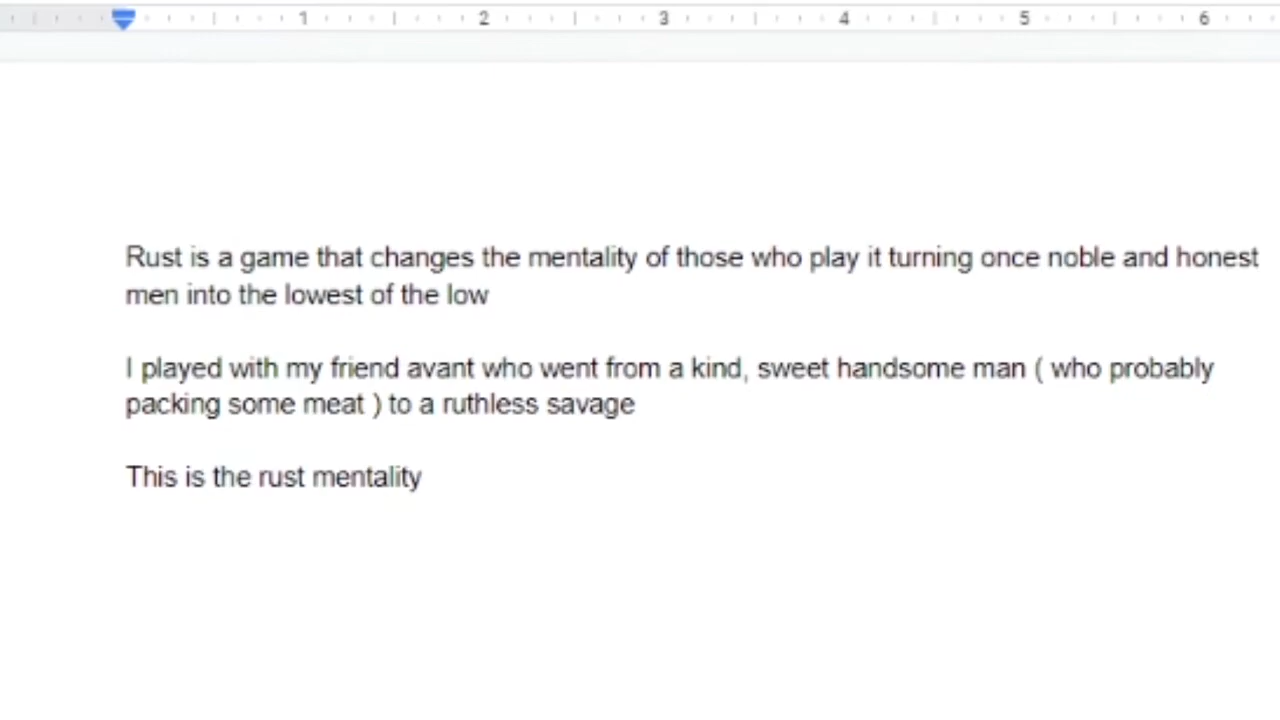 1 2 3 4 5 6
Rust is a game that changes the mentality of those who play it turning once noble and honest
men into the lowest of the low
I played with my friend avant who went from a kind, sweet handsome man ( who probably
packing some meat ) to a ruthless savage
This is the rust mentality